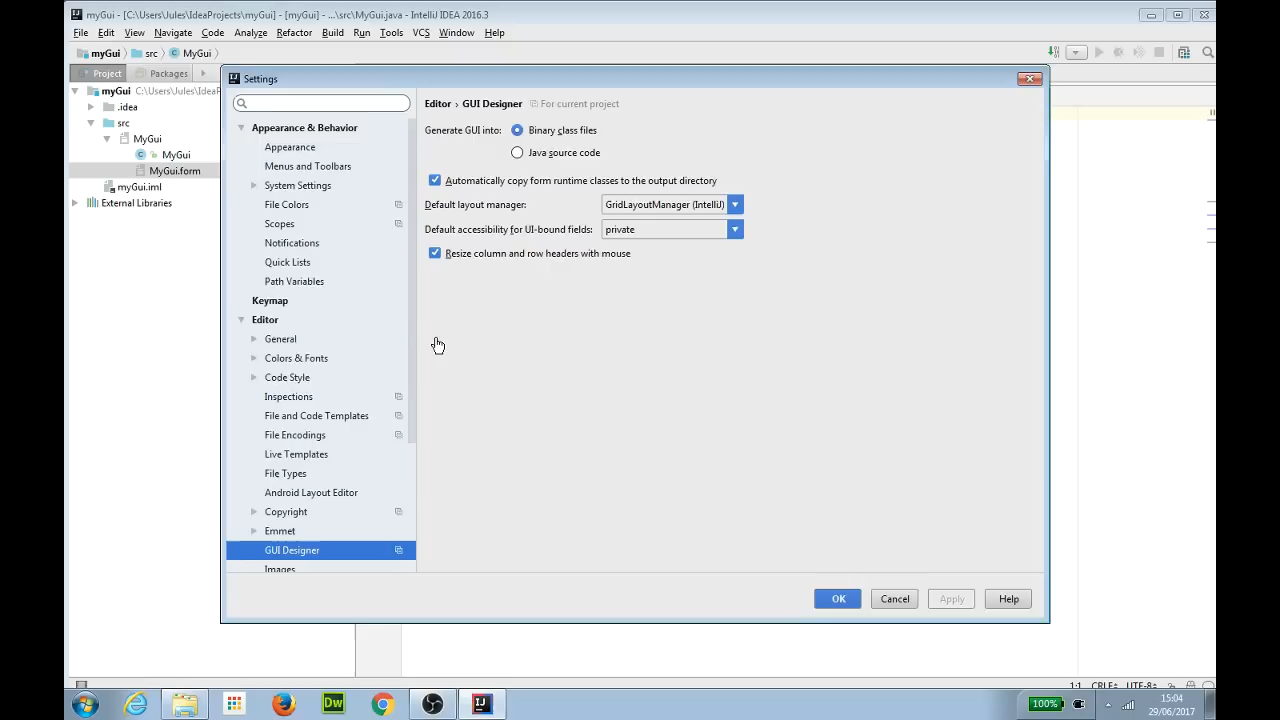 myGui - [C:\Users\Jules\IdeaProjects\myGui] - [myGui] - ...\src\MyGui.java - IntelliJ IDEA 2016.3
File Edit View Navigate Code Analyze Refactor Build Run Tools VCS Window Help
myGui src MyGui
Project Packages
myGui C:\Users\Jules\IdeaP
.idea
src
MyGui
MyGui
MyGui.form
myGui.iml
External Libraries
Settings
Appearance & Behavior
Appearance
Menus and Toolbars
System Settings
File Colors
Scopes
Notifications
Quick Lists
Path Variables
Keymap
Editor
General
Colors & Fonts
Code Style
Inspections
File and Code Templates
File Encodings
Live Templates
File Types
Android Layout Editor
Copyright
Emmet
GUI Designer
Images
Editor › GUI Designer For current project
Generate GUI into: Binary class files
Java source code
Automatically copy form runtime classes to the output directory
Default layout manager: GridLayoutManager (IntelliJ)
Default accessibility for UI-bound fields: private
Resize column and row headers with mouse
OK Cancel Apply Help
1:1 CRLF÷ UTF-8÷
Dw IJ 100% 15:04
29/06/2017